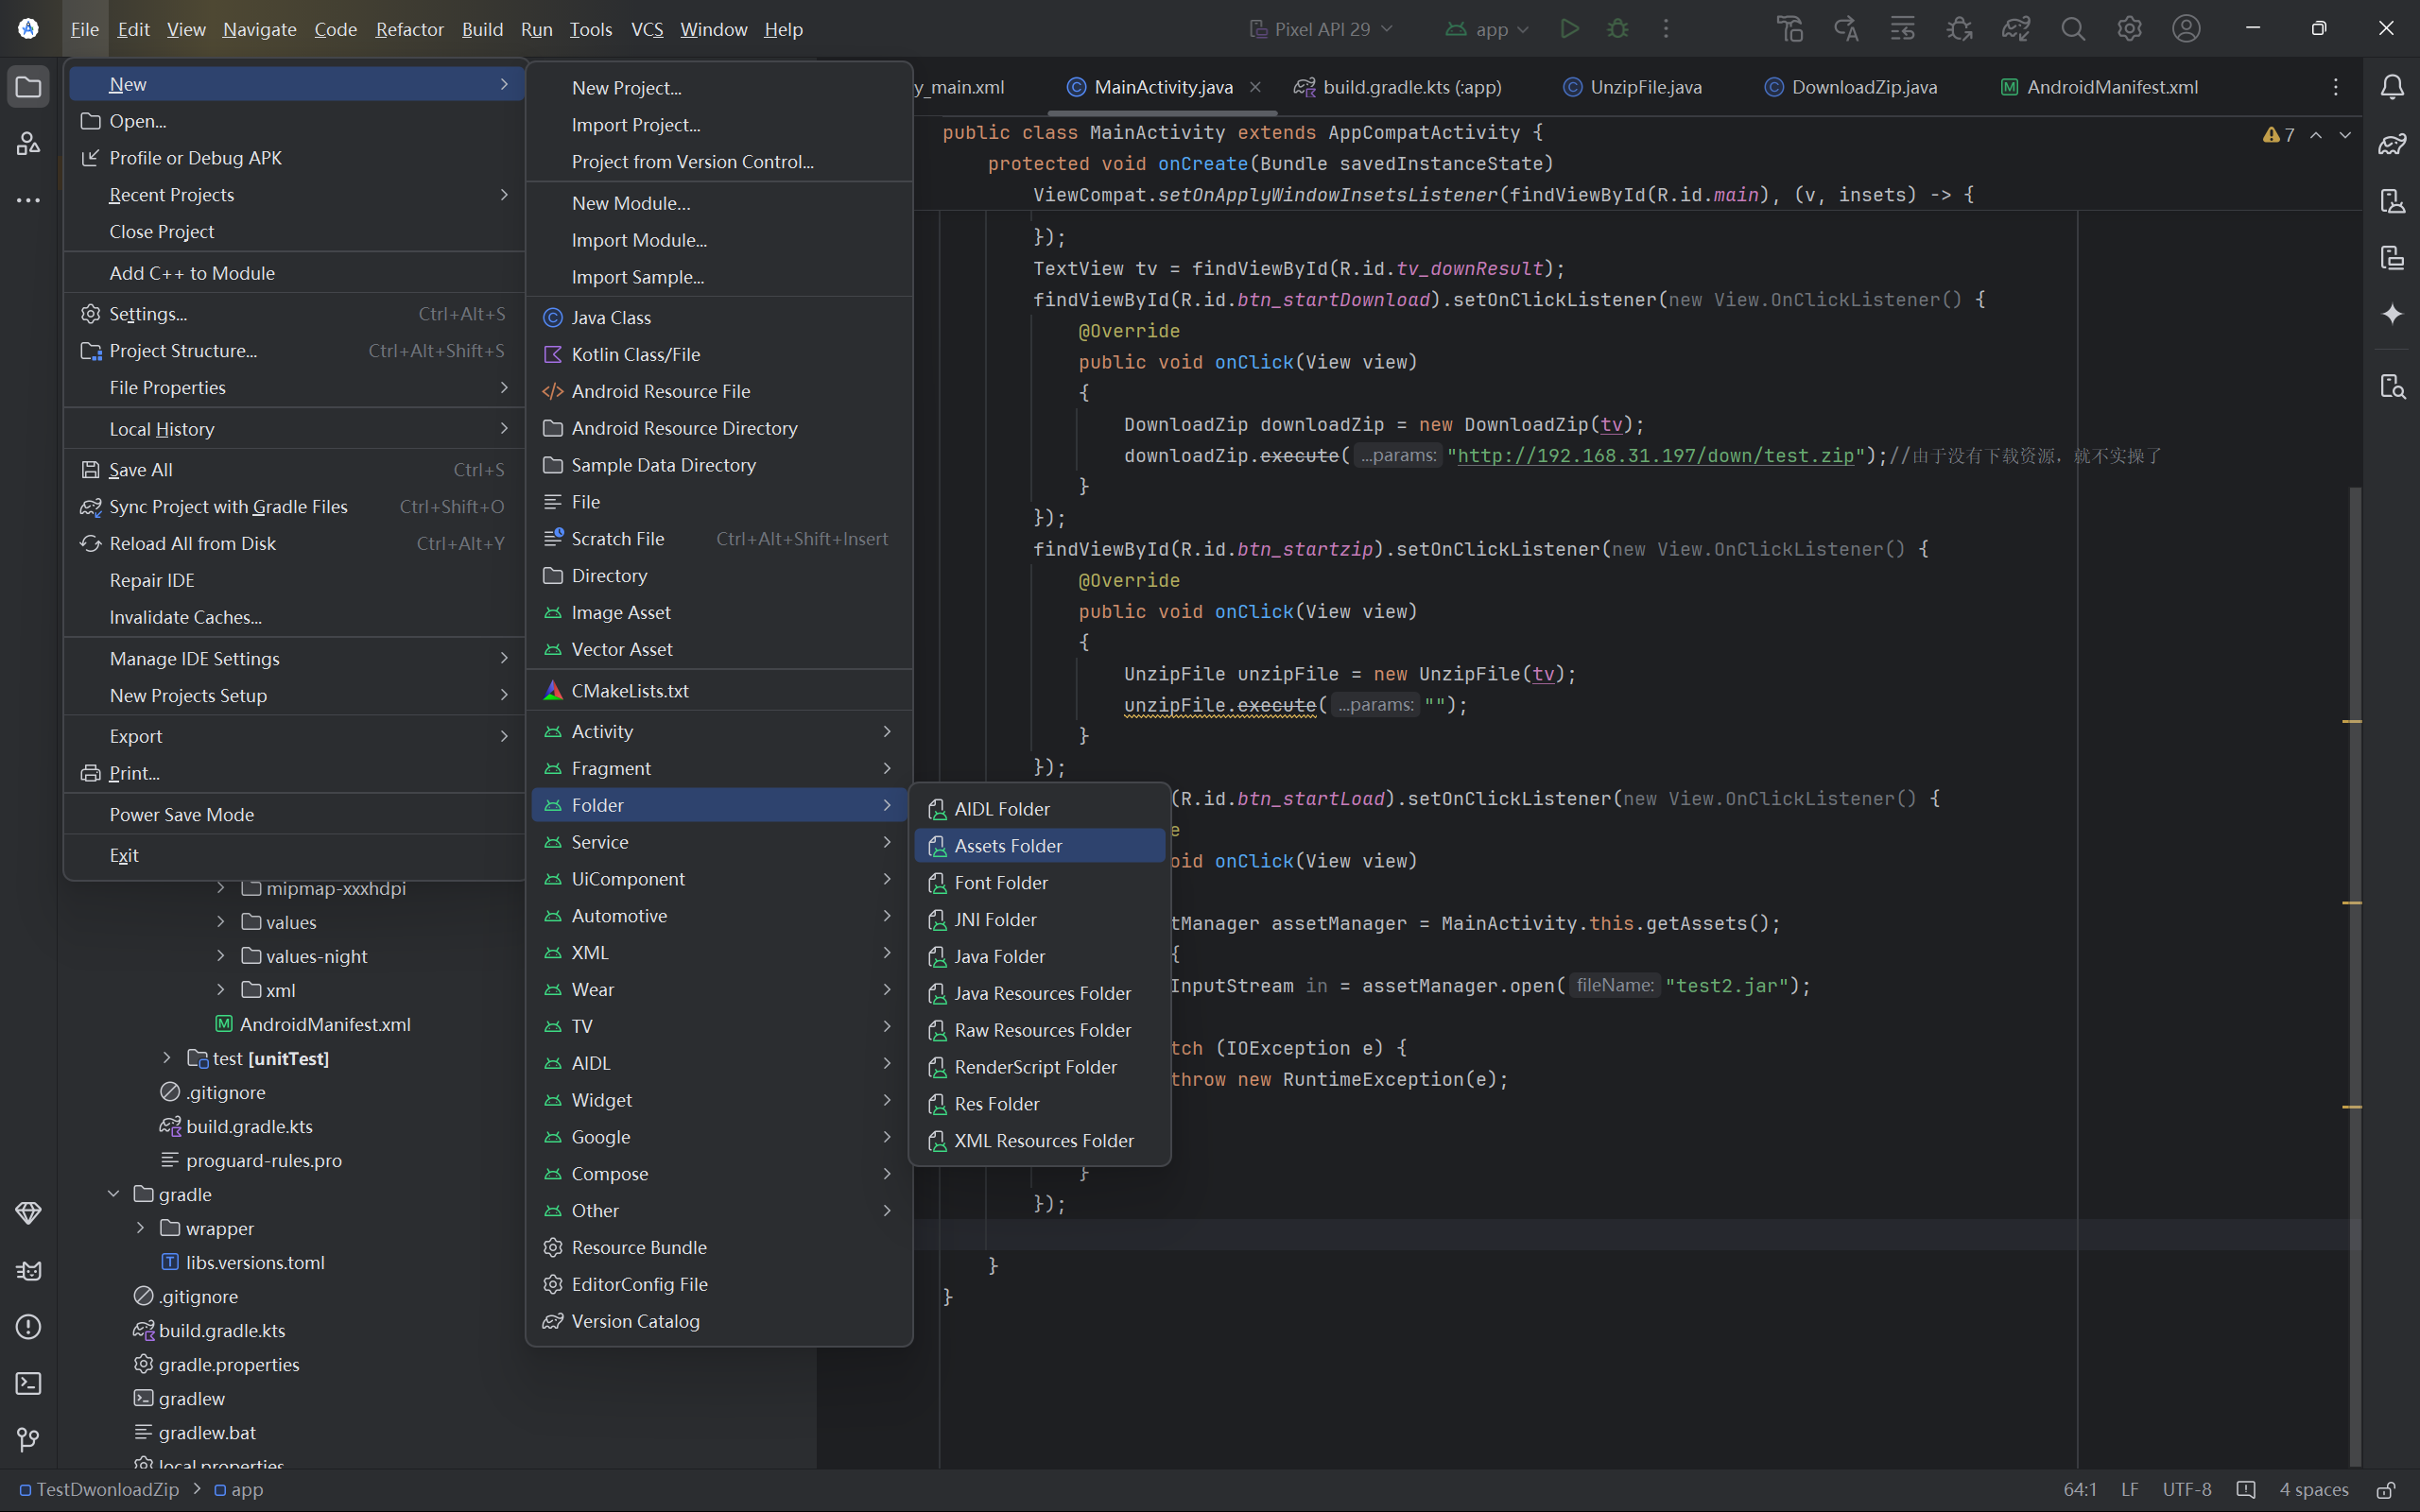 File Edit View Navigate Code Refactor Build Run Tools VCS Window Help
Pixel API 29
app
New
Open...
Profile or Debug APK
Recent Projects
Close Project
Add C++ to Module
Settings... Ctrl+Alt+S
Project Structure... Ctrl+Alt+Shift+S
File Properties
Local History
Save All Ctrl+S
Sync Project with Gradle Files Ctrl+Shift+O
Reload All from Disk Ctrl+Alt+Y
Repair IDE
Invalidate Caches...
Manage IDE Settings
New Projects Setup
Export
Print...
Power Save Mode
Exit
New Project...
Import Project...
Project from Version Control...
New Module...
Import Module...
Import Sample...
Java Class
Kotlin Class/File
Android Resource File
Android Resource Directory
Sample Data Directory
File
Scratch File Ctrl+Alt+Shift+Insert
Directory
Image Asset
Vector Asset
CMakeLists.txt
Activity
Fragment
Folder
Service
UiComponent
Automotive
XML
Wear
TV
AIDL
Widget
Google
Compose
Other
Resource Bundle
EditorConfig File
Version Catalog
AIDL Folder
Assets Folder
Font Folder
JNI Folder
Java Folder
Java Resources Folder
Raw Resources Folder
RenderScript Folder
Res Folder
XML Resources Folder
mipmap-xxxhdpi
values
values-night
xml
AndroidManifest.xml
test [unitTest]
.gitignore
build.gradle.kts
proguard-rules.pro
gradle
wrapper
libs.versions.toml
.gitignore
build.gradle.kts
gradle.properties
gradlew
gradlew.bat
local.properties
y_main.xml MainActivity.java build.gradle.kts (:app) UnzipFile.java DownloadZip.java AndroidManifest.xml
7
public class MainActivity extends AppCompatActivity {
protected void onCreate(Bundle savedInstanceState)
ViewCompat.setOnApplyWindowInsetsListener(findViewById(R.id.main), (v, insets) -> {
});
TextView tv = findViewById(R.id.tv_downResult);
findViewById(R.id.btn_startDownload).setOnClickListener(new View.OnClickListener() {
@Override
public void onClick(View view)
{
DownloadZip downloadZip = new DownloadZip(tv);
downloadZip.execute( ...params: "http://192.168.31.197/down/test.zip");//由于没有下载资源，就不实操了
}
});
findViewById(R.id.btn_startzip).setOnClickListener(new View.OnClickListener() {
@Override
public void onClick(View view)
{
UnzipFile unzipFile = new UnzipFile(tv);
unzipFile.execute( ...params: "");
}
});
(R.id.btn_startLoad).setOnClickListener(new View.OnClickListener() {
e
oid onClick(View view)
tManager assetManager = MainActivity.this.getAssets();
{
InputStream in = assetManager.open( fileName: "test2.jar");
tch (IOException e) {
throw new RuntimeException(e);
}
});
}
}
TestDwonloadZip > app
64:1 LF UTF-8 4 spaces